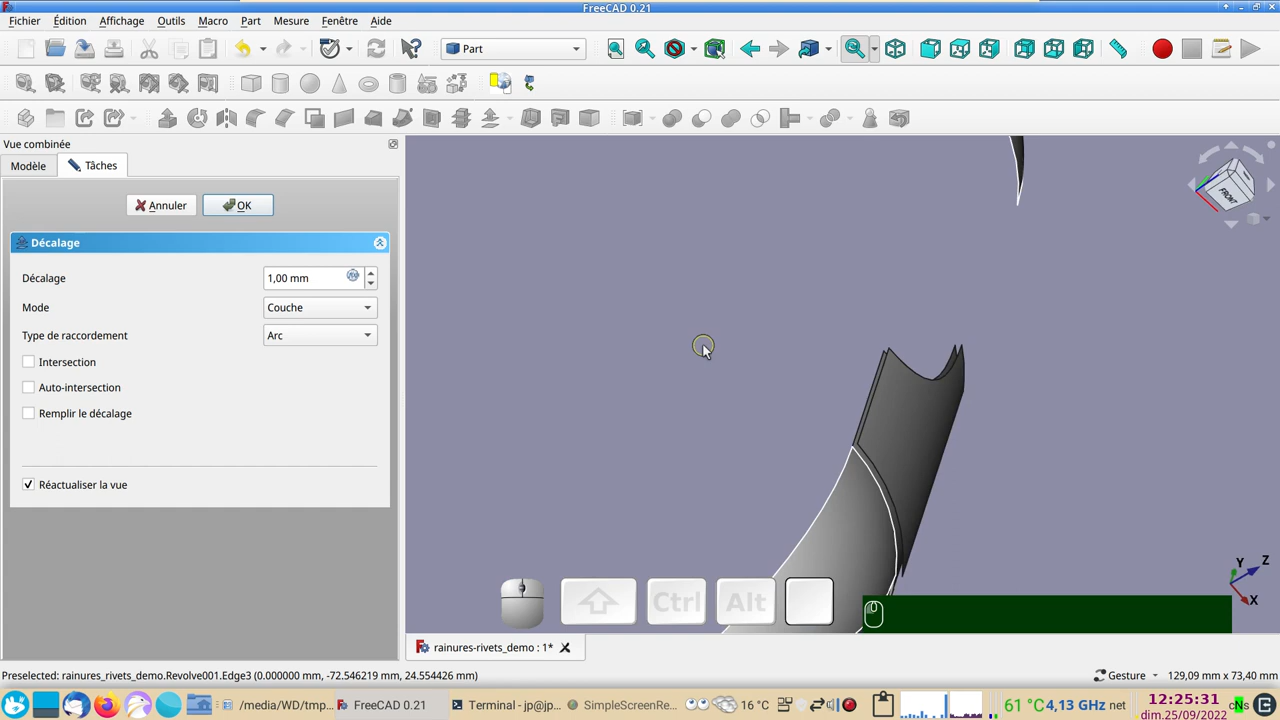 FreeCAD 0.21
Fichier Édition Affichage Outils Macro Part Mesure Fenêtre Aide
Part
Vue combinée
Modèle Tâches
Annuler OK
Décalage
Décalage 1,00 mm
Mode Couche
Type de raccordement Arc
Intersection
Auto-intersection
Remplir le décalage
Réactualiser la vue
FRONT
Y Z
X
Ctrl Alt
rainures-rivets_demo : 1*
Preselected: rainures_rivets_demo.Revolve001.Edge3 (0.000000 mm, -72.546219 mm, 24.554426 mm) Gesture 129,09 mm x 73,40 mm
/media/WD/tmp... FreeCAD 0.21 Terminal - jp@jp... SimpleScreenRe... 16 °C 61 °C 4,13 GHz net 12:25:31
dim.25/09/2022